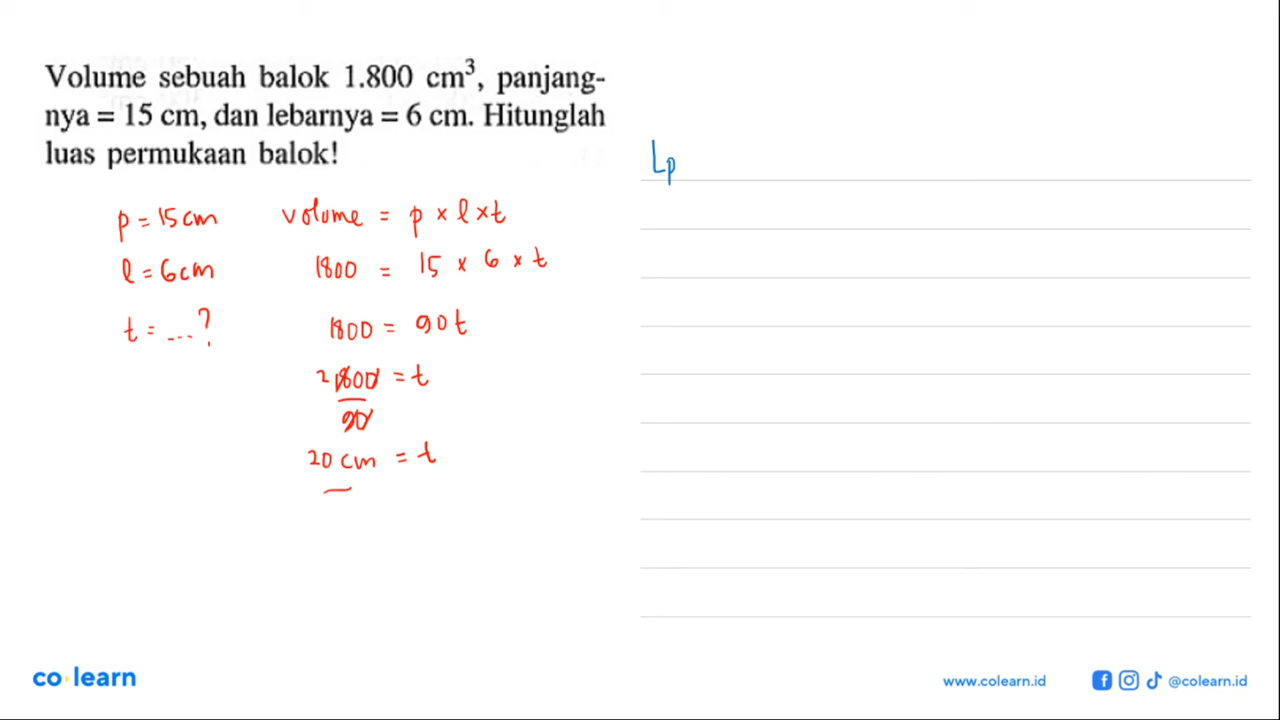 Volume sebuah balok 1.800 cm³, panjang-
nya = 15 cm, dan lebarnya = 6 cm. Hitunglah
luas permukaan balok!
p = 15 cm
l = 6 cm
t = ...?
volume = p × l × t
1800 = 15 × 6 × t
1800 = 90t
2 1800 = t
90
20 cm = t
Lp
co learn
www.colearn.id
@colearn.id